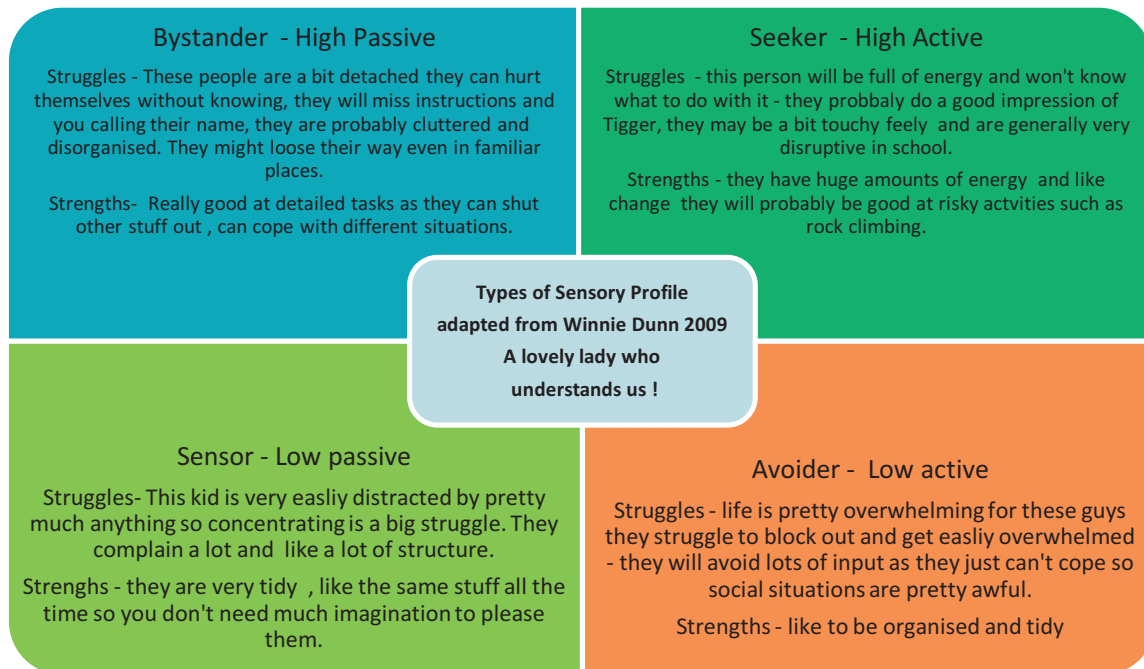 Bystander - High Passive
Struggles - These people are a bit detached they can hurt
themselves without knowing, they will miss instructions and
you calling their name, they are probably cluttered and
disorganised. They might loose their way even in familiar
places.
Strengths- Really good at detailed tasks as they can shut
other stuff out , can cope with different situations.
Seeker - High Active
Struggles - this person will be full of energy and won't know
what to do with it - they probbaly do a good impression of
Tigger, they may be a bit touchy feely and are generally very
disruptive in school.
Strengths - they have huge amounts of energy and like
change they will probably be good at risky actvities such as
rock climbing.
Types of Sensory Profile
adapted from Winnie Dunn 2009
A lovely lady who
understands us !
Sensor - Low passive
Struggles- This kid is very easliy distracted by pretty
much anything so concentrating is a big struggle. They
complain a lot and like a lot of structure.
Strenghs - they are very tidy , like the same stuff all the
time so you don't need much imagination to please
them.
Avoider - Low active
Struggles - life is pretty overwhelming for these guys
they struggle to block out and get easliy overwhelmed
- they will avoid lots of input as they just can't cope so
social situations are pretty awful.
Strengths - like to be organised and tidy